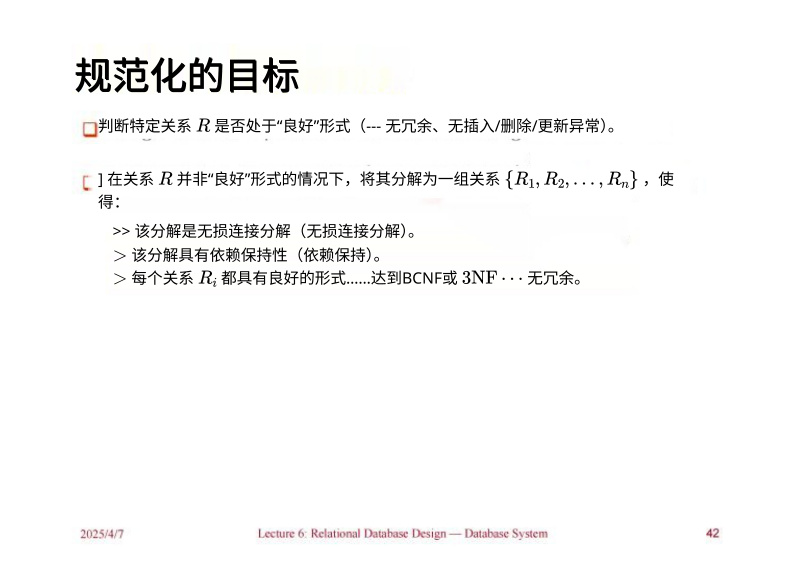 规范化的目标
判断特定关系 R 是否处于“良好”形式（--- 无冗余、无插入/删除/更新异常）。
] 在关系 R 并非“良好”形式的情况下，将其分解为一组关系 {R₁, R₂, . . . , Rₙ} ，使
得：
>> 该分解是无损连接分解（无损连接分解）。
> 该分解具有依赖保持性（依赖保持）。
> 每个关系 Rᵢ 都具有良好的形式......达到BCNF或 3NF · · · 无冗余。
2025/4/7
Lecture 6: Relational Database Design — Database System
42